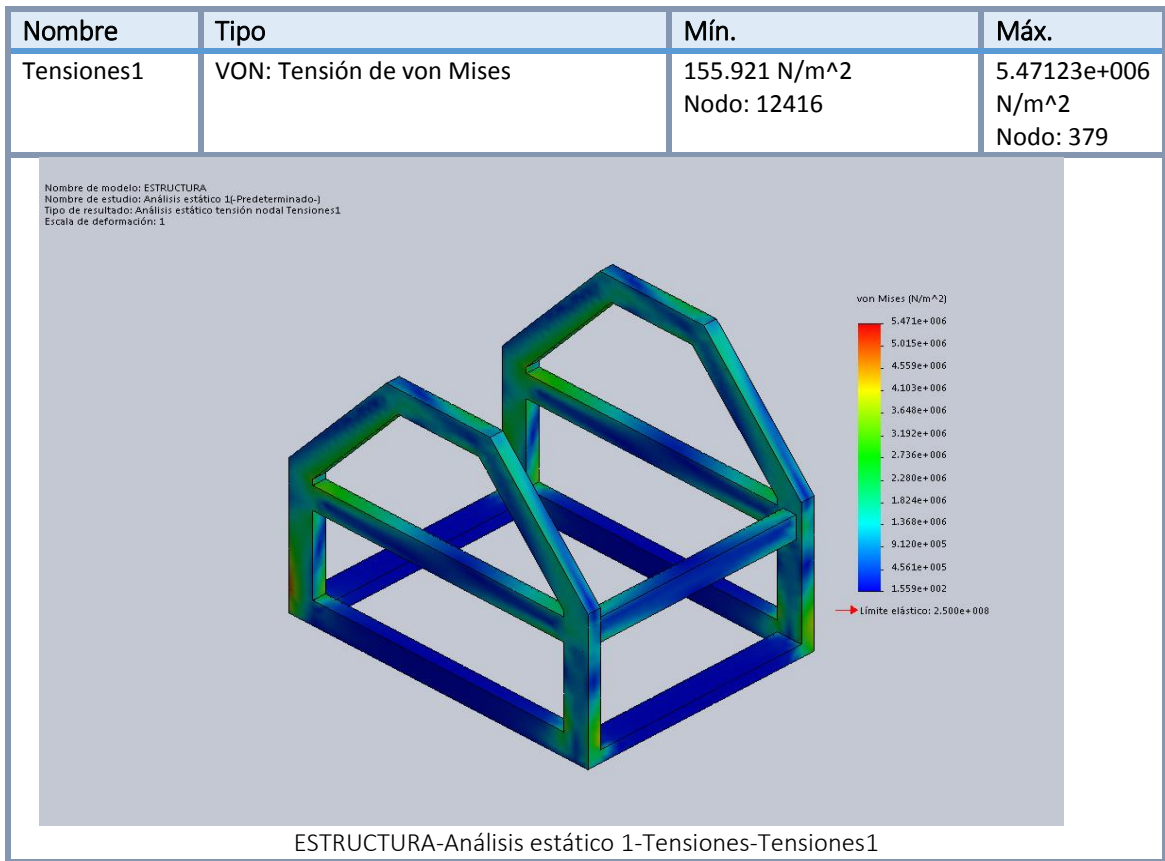 Nombre Tipo Mín. Máx.
Tensiones1 VON: Tensión de von Mises 155.921 N/m^2 5.47123e+006
Nodo: 12416 N/m^2
Nodo: 379
Nombre de modelo: ESTRUCTURA
Nombre de estudio: Análisis estático 1(-Predeterminado-)
Tipo de resultado: Análisis estático tensión nodal Tensiones1
Escala de deformación: 1
von Mises (N/m^2)
5.471e+006
5.015e+006
4.559e+006
4.103e+006
3.648e+006
3.192e+006
2.736e+006
2.280e+006
1.824e+006
1.368e+006
9.120e+005
4.561e+005
1.559e+002
Límite elástico: 2.500e+008
ESTRUCTURA-Análisis estático 1-Tensiones-Tensiones1